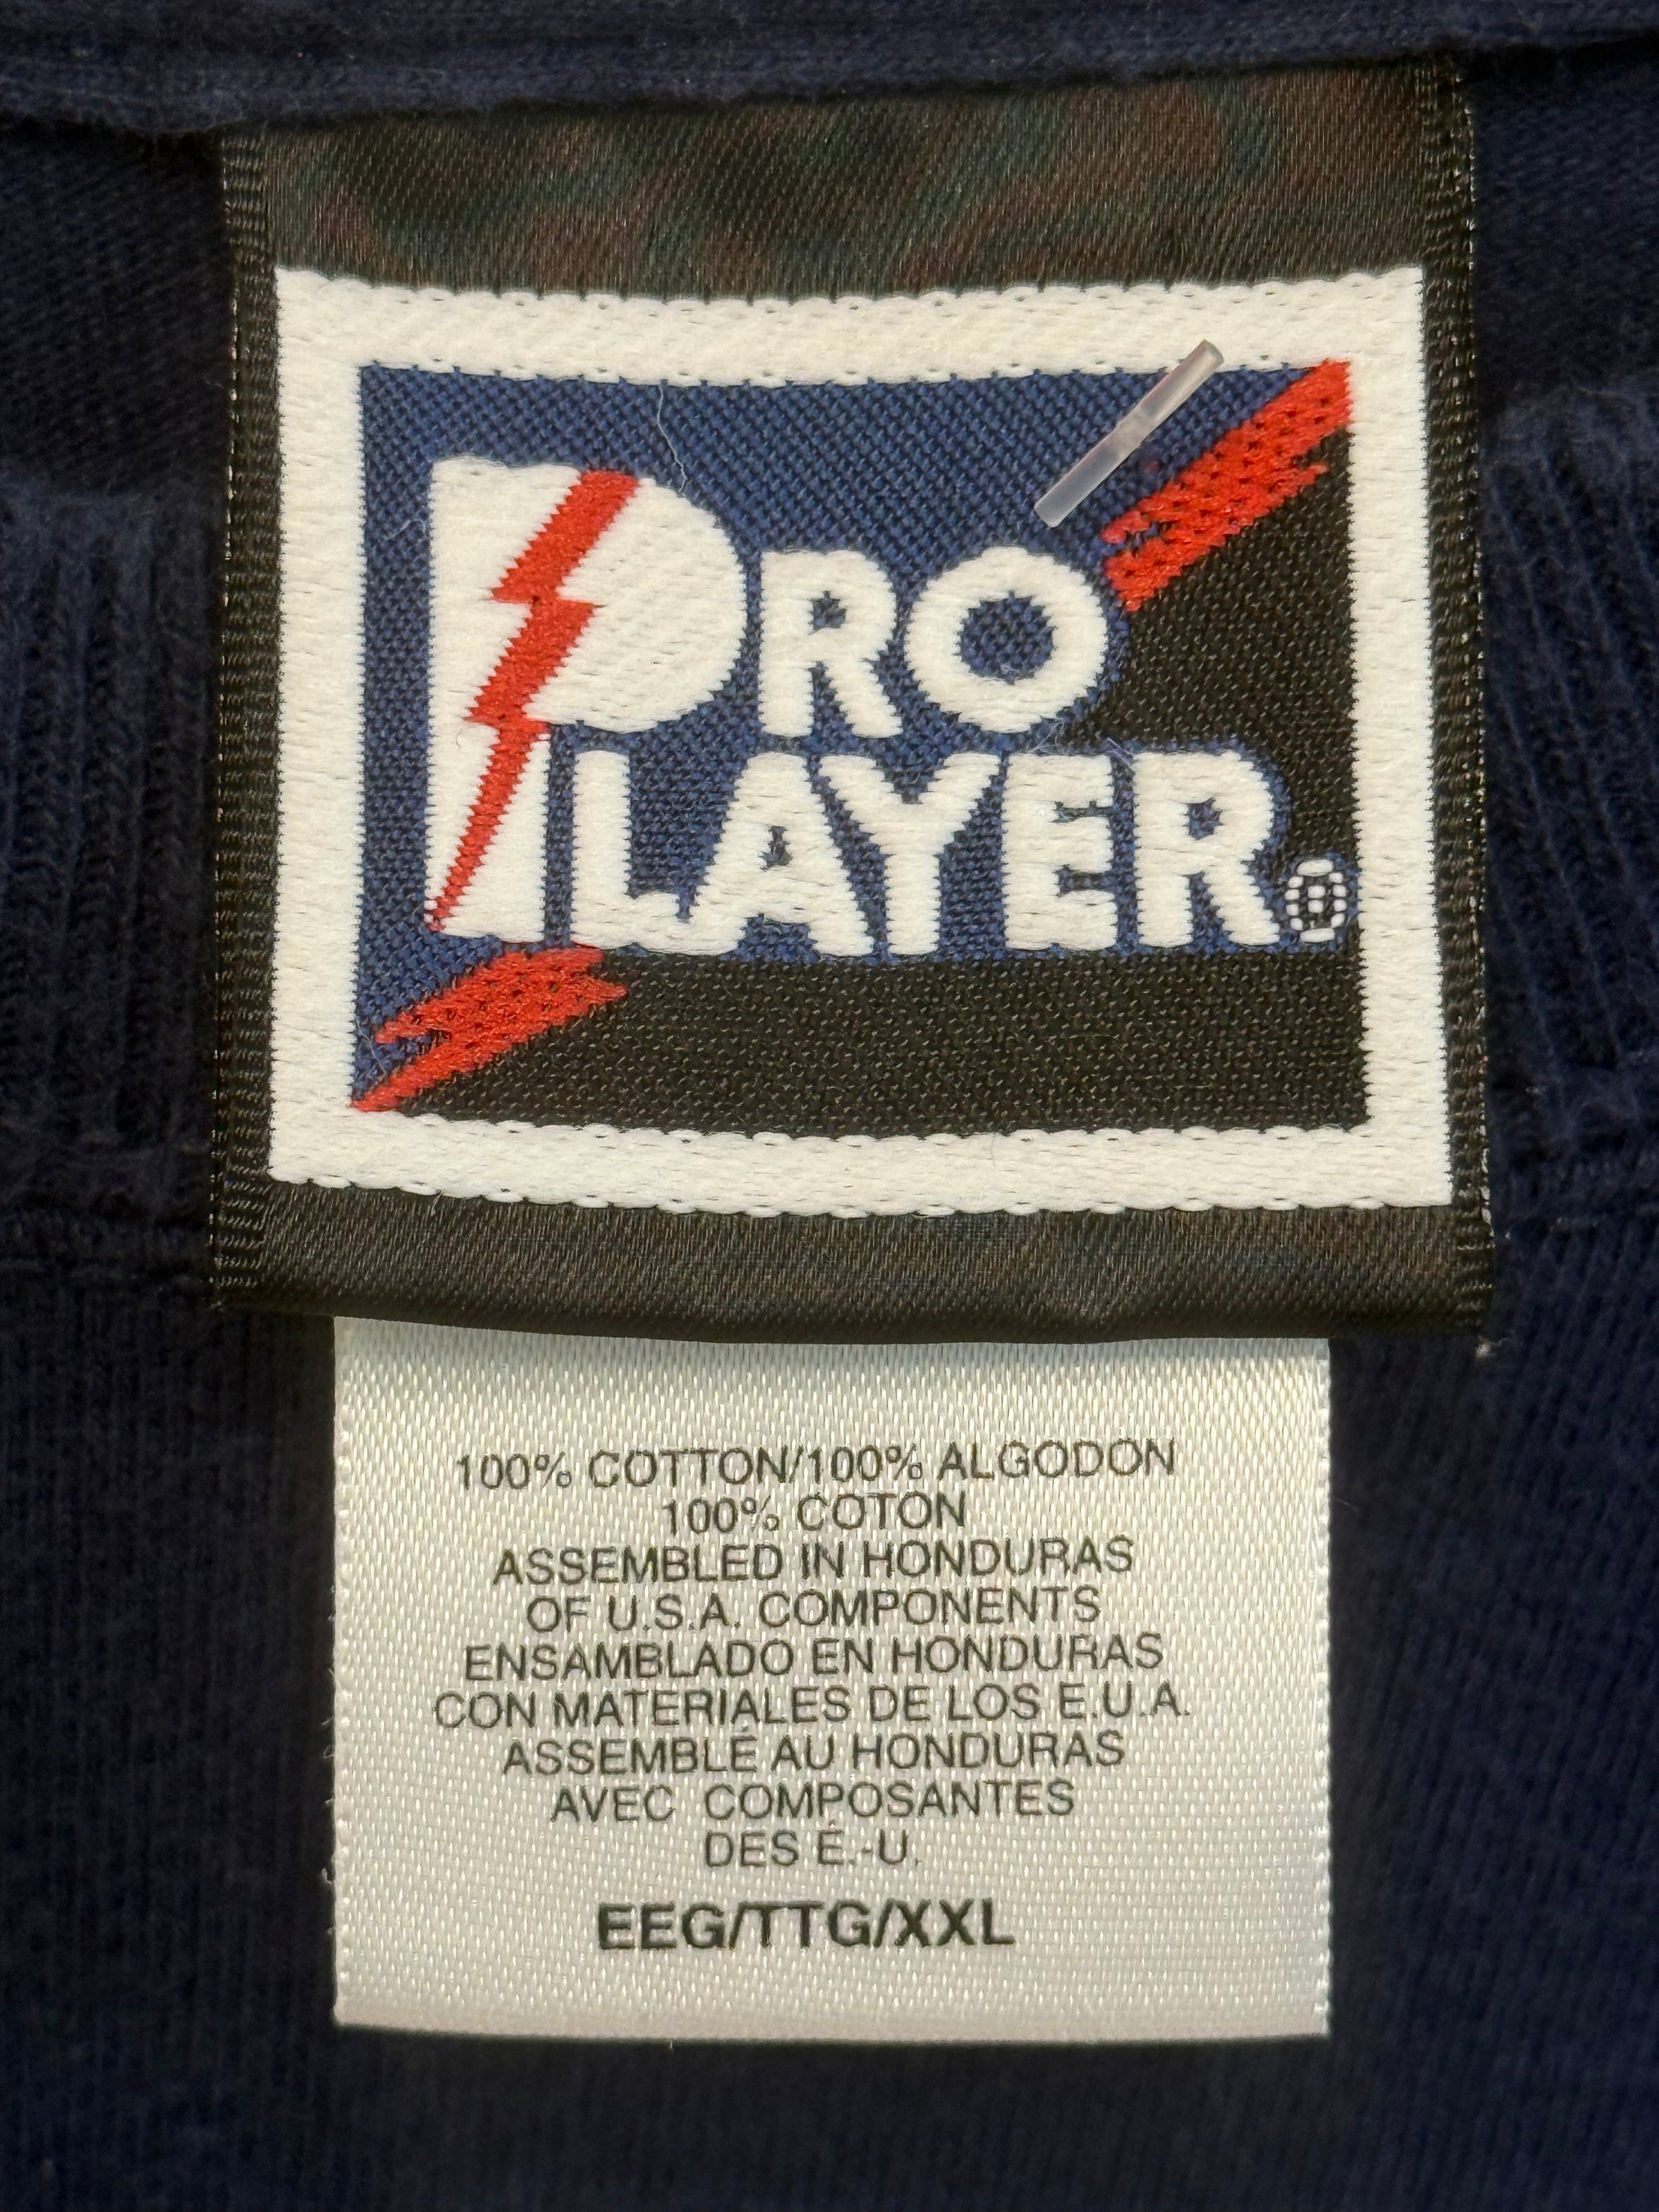 PRO
PLAYER®
100% COTTON/100% ALGODON
100% COTON
ASSEMBLED IN HONDURAS
OF U.S.A. COMPONENTS
ENSAMBLADO EN HONDURAS
CON MATERIALES DE LOS E.U.A.
ASSEMBLÉ AU HONDURAS
AVEC COMPOSANTES
DES É.-U.
EEG/TTG/XXL